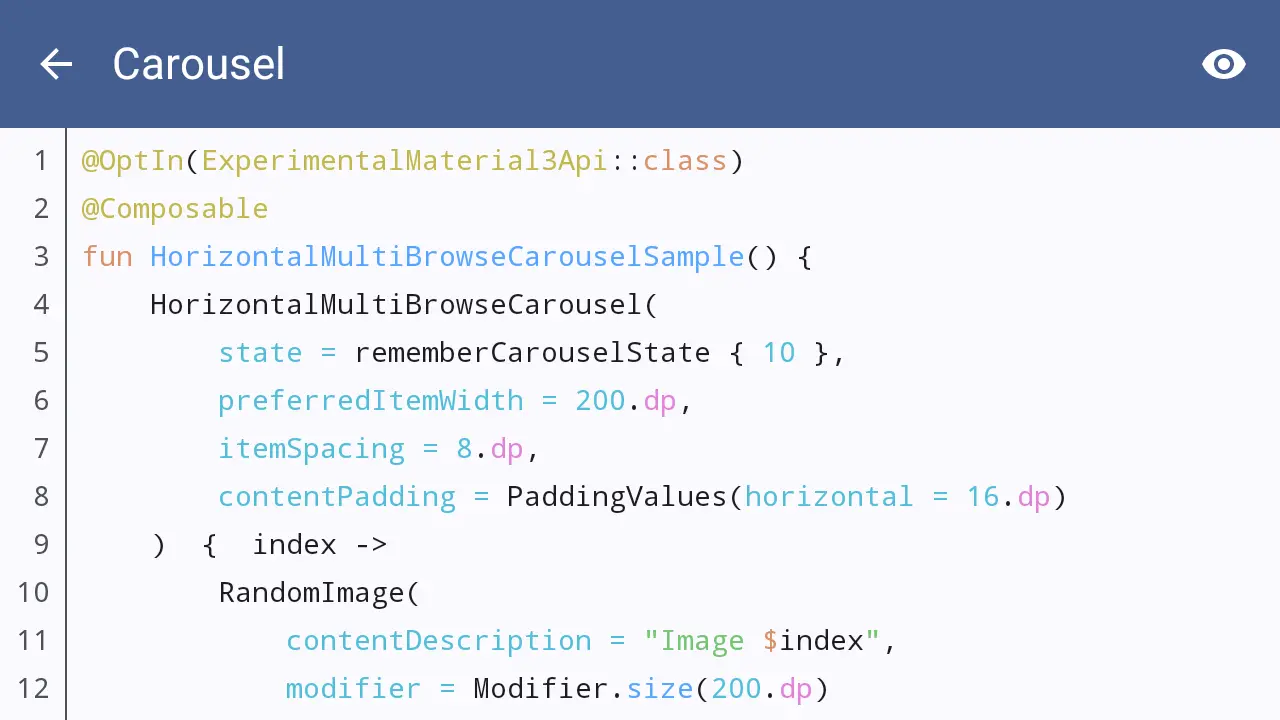 Carousel
1 @OptIn(ExperimentalMaterial3Api::class)
2 @Composable
3 fun HorizontalMultiBrowseCarouselSample() {
4     HorizontalMultiBrowseCarousel(
5         state = rememberCarouselState { 10 },
6         preferredItemWidth = 200.dp,
7         itemSpacing = 8.dp,
8         contentPadding = PaddingValues(horizontal = 16.dp)
9     )  {  index ->
10         RandomImage(
11             contentDescription = "Image $index",
12             modifier = Modifier.size(200.dp)